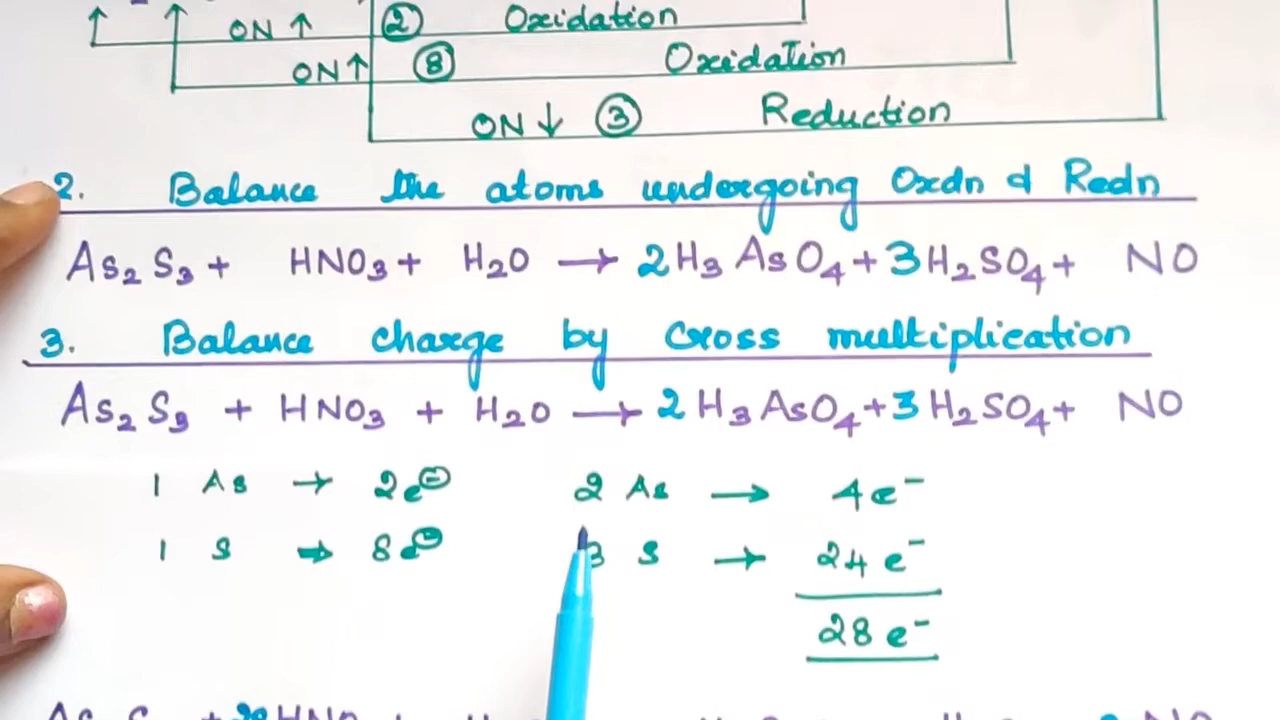 ON ↑ ② Oxidation
ON ↑ ⑧ Oxidation
ON ↓ ③ Reduction
2. Balance the atoms undergoing Oxdn & Redn
As₂S₃ + HNO₃ + H₂O → 2H₃AsO₄ + 3H₂SO₄ + NO
3. Balance charge by cross multiplication
As₂S₃ + HNO₃ + H₂O → 2H₃AsO₄ + 3H₂SO₄ + NO
1 As → 2e⊖ 2 As → 4e⁻
1 S → 8e⊖ 3 S → 24e⁻
28e⁻